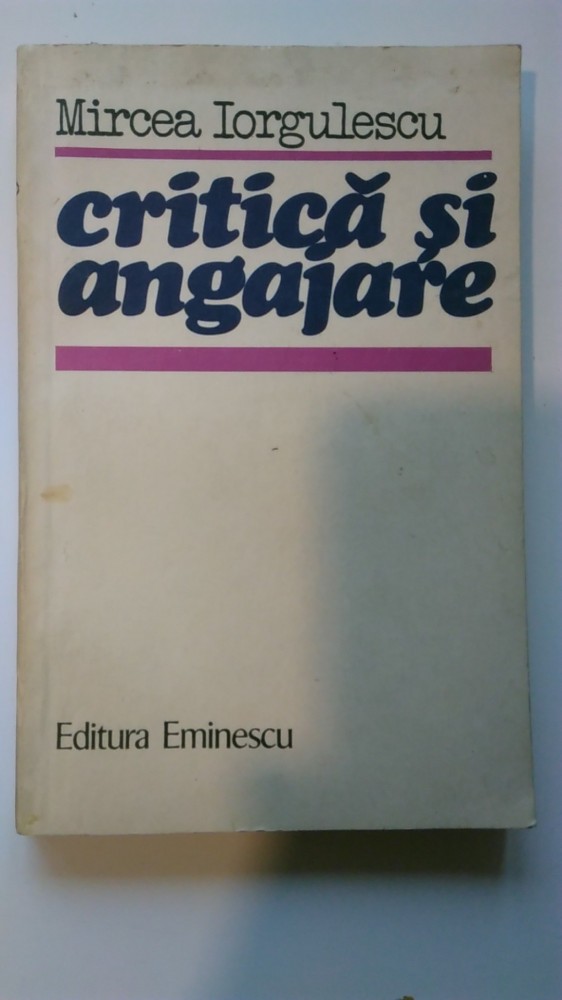 Mircea Iorgulescu
critică și
angajare
Editura Eminescu